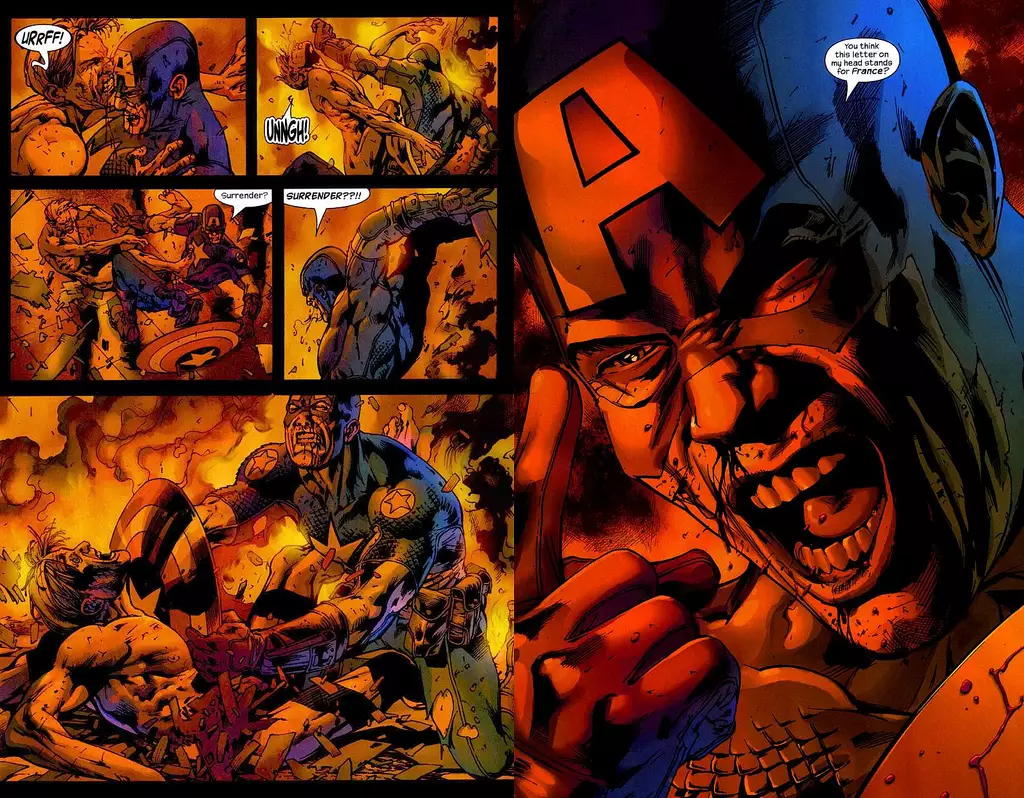 URRFF!
UNNGH!
Surrender?
SURRENDER??!!
You think
this letter on
my head stands
for France?
A